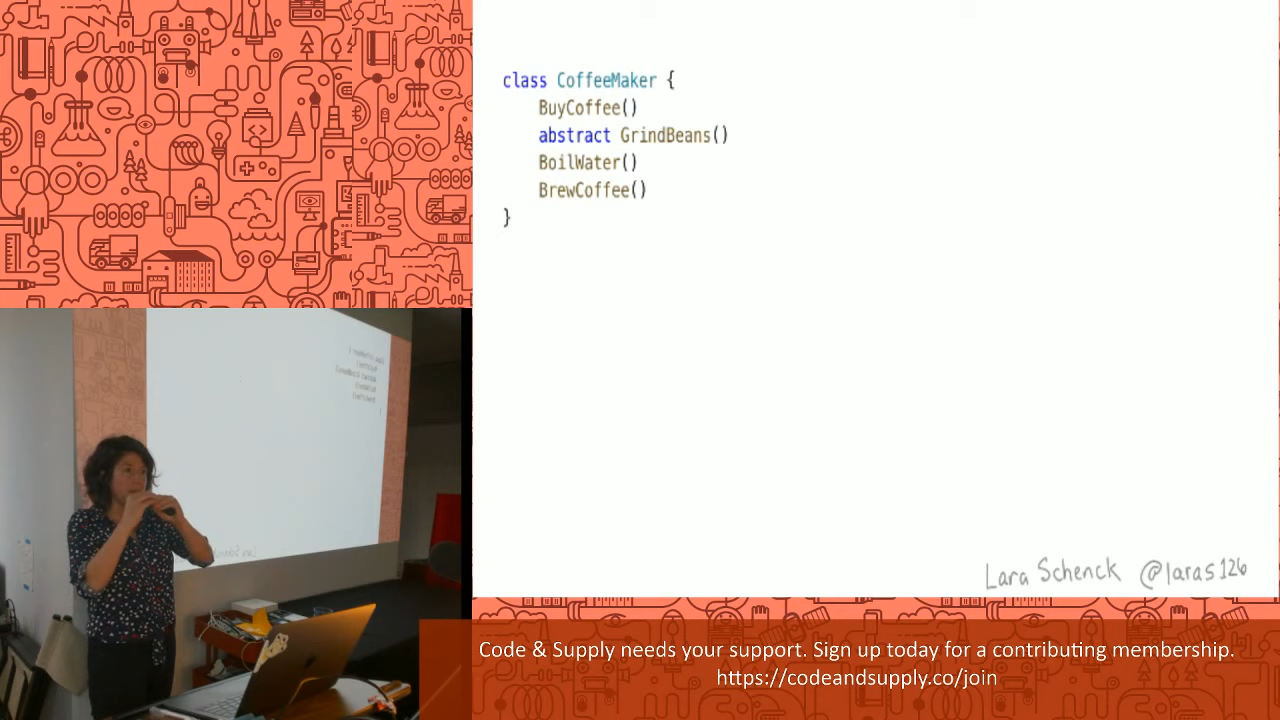 class CoffeeMaker {
BuyCoffee()
abstract GrindBeans()
BoilWater()
BrewCoffee()
}
Lara Schenck @laras126
Code & Supply needs your support. Sign up today for a contributing membership.
https://codeandsupply.co/join